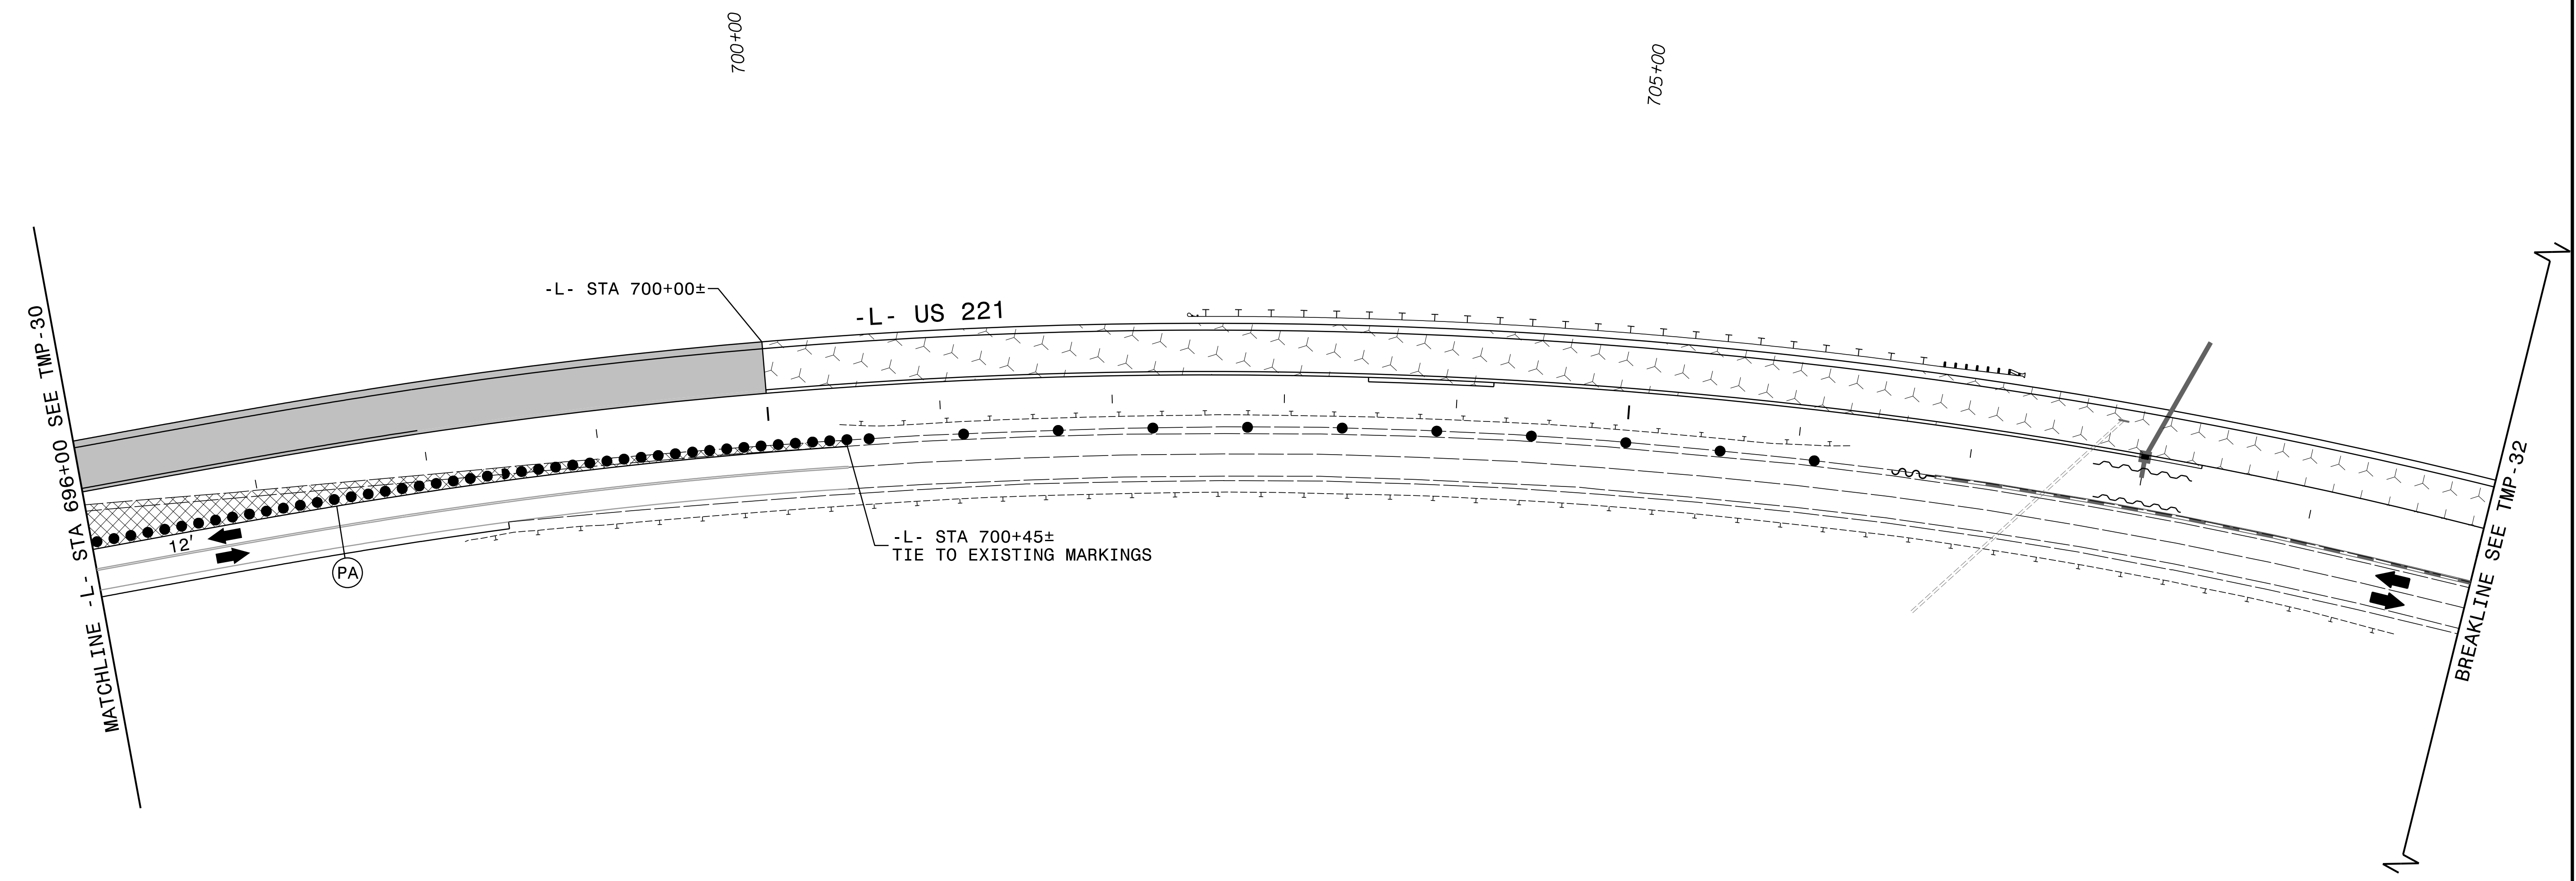 700+00
705+00
MATCHLINE -L- STA 696+00 SEE TMP-30
-L- STA 700+00±
-L- US 221
12'
PA
-L- STA 700+45±
TIE TO EXISTING MARKINGS
BREAKLINE SEE TMP-32